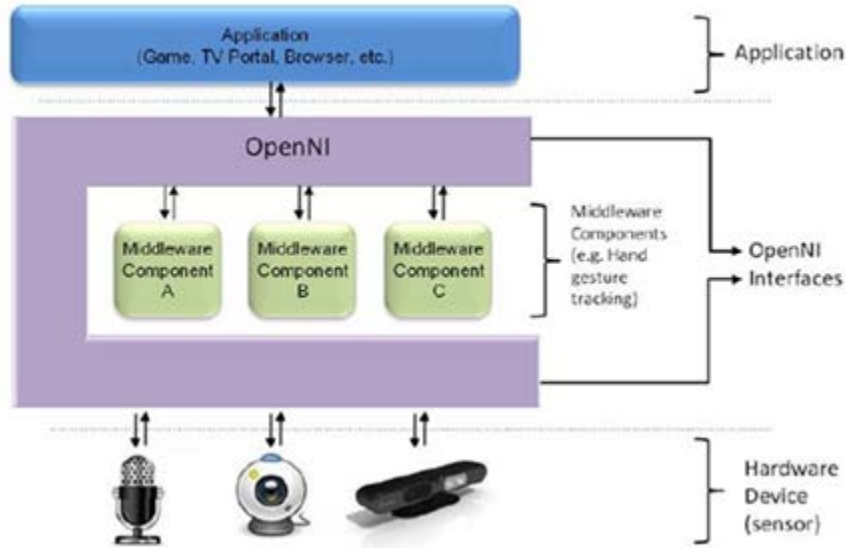 Application
(Game, TV Portal, Browser, etc.)
Application
OpenNI
Middleware
Component
A
Middleware
Component
B
Middleware
Component
C
Middleware
Components
(e.g. Hand
gesture
tracking)
OpenNI
Interfaces
Hardware
Device
(sensor)